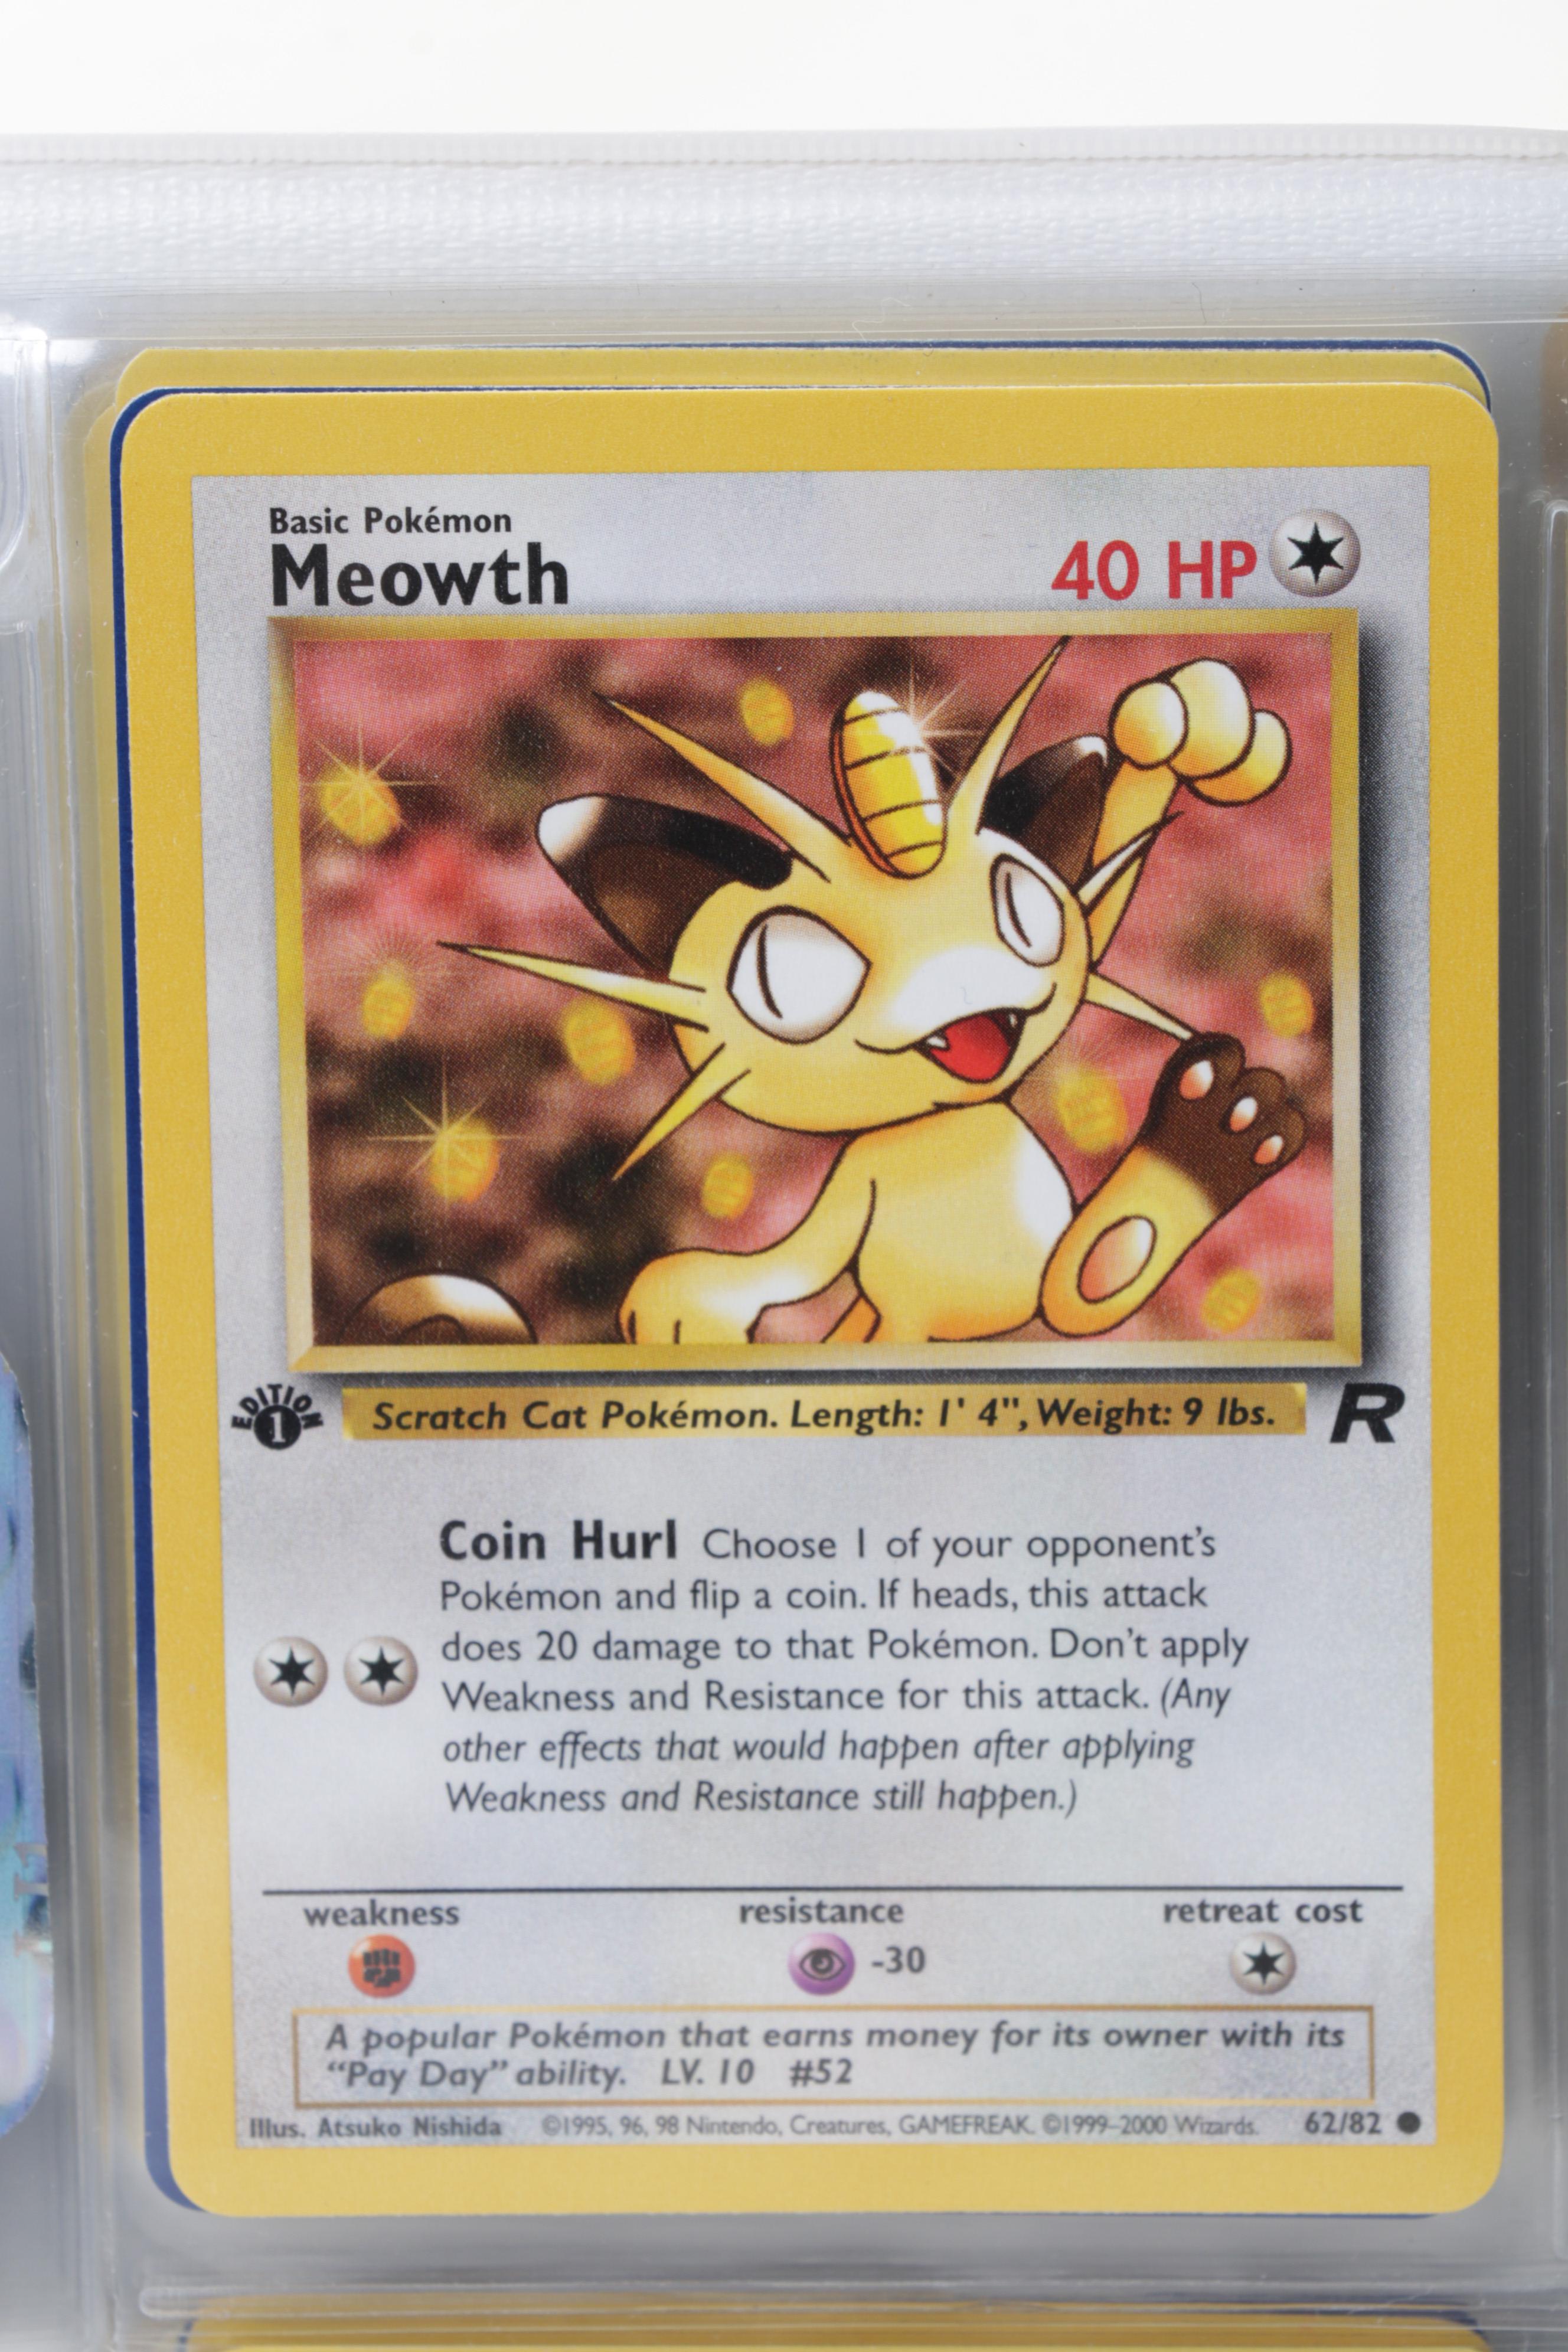 Basic Pokémon
Meowth
40 HP
EDITION
1
Scratch Cat Pokémon. Length: 1' 4", Weight: 9 lbs.
R
Coin Hurl Choose 1 of your opponent's
Pokémon and flip a coin. If heads, this attack
does 20 damage to that Pokémon. Don't apply
Weakness and Resistance for this attack. (Any
other effects that would happen after applying
Weakness and Resistance still happen.)
weakness resistance retreat cost
-30
A popular Pokémon that earns money for its owner with its
“Pay Day” ability. LV. 10 #52
Illus. Atsuko Nishida ©1995, 96, 98 Nintendo, Creatures, GAMEFREAK. ©1999–2000 Wizards. 62/82